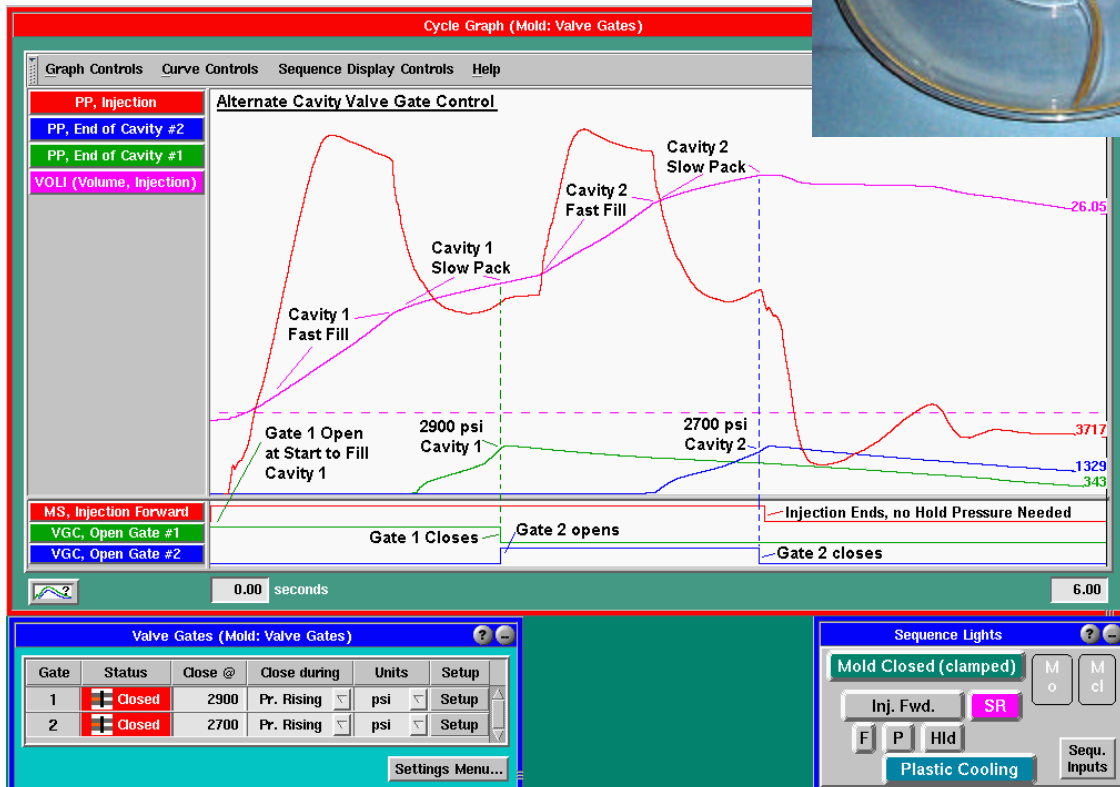 Cycle Graph (Mold: Valve Gates)
Graph Controls Curve Controls Sequence Display Controls Help
PP, Injection
PP, End of Cavity #2
PP, End of Cavity #1
VOLI (Volume, Injection)
Alternate Cavity Valve Gate Control
Cavity 2
Slow Pack
Cavity 2
Fast Fill
26.05
Cavity 1
Slow Pack
Cavity 1
Fast Fill
Gate 1 Open
at Start to Fill
Cavity 1
2900 psi
Cavity 1
2700 psi
Cavity 2
3717
1329
343
MS, Injection Forward
VGC, Open Gate #1
VGC, Open Gate #2
Injection Ends, no Hold Pressure Needed
Gate 1 Closes
Gate 2 opens
Gate 2 closes
?
0.00 seconds
6.00
Valve Gates (Mold: Valve Gates) ? –
Gate Status Close @ Close during Units Setup
1 Closed 2900 Pr. Rising psi Setup
2 Closed 2700 Pr. Rising psi Setup
Settings Menu...
Sequence Lights ? –
Mold Closed (clamped)
M
o
M
cl
Inj. Fwd. SR
F P Hld
Plastic Cooling
Sequ.
Inputs